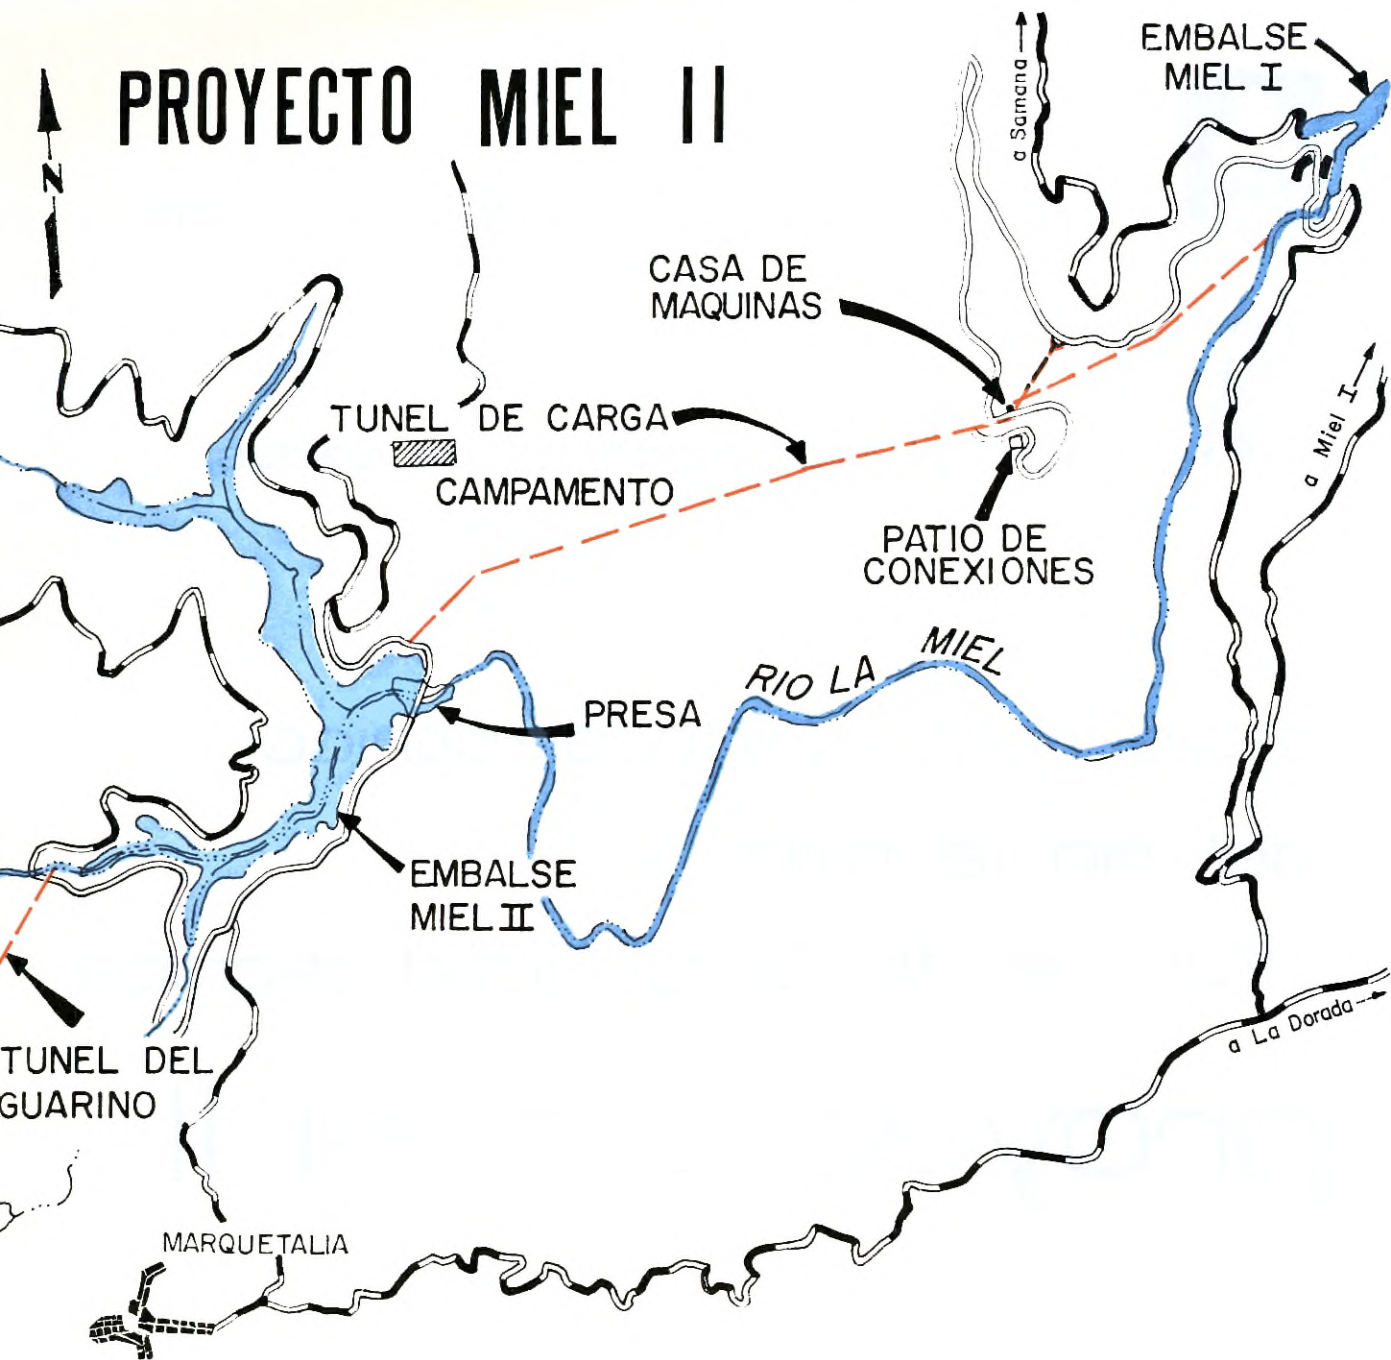 PROYECTO MIEL II
N
EMBALSE
MIEL I
a Samana
CASA DE
MAQUINAS
TUNEL DE CARGA
CAMPAMENTO
a Miel I
PATIO DE
CONEXIONES
RIO LA MIEL
PRESA
EMBALSE
MIEL II
TUNEL DEL
GUARINO
a La Dorada
MARQUETALIA